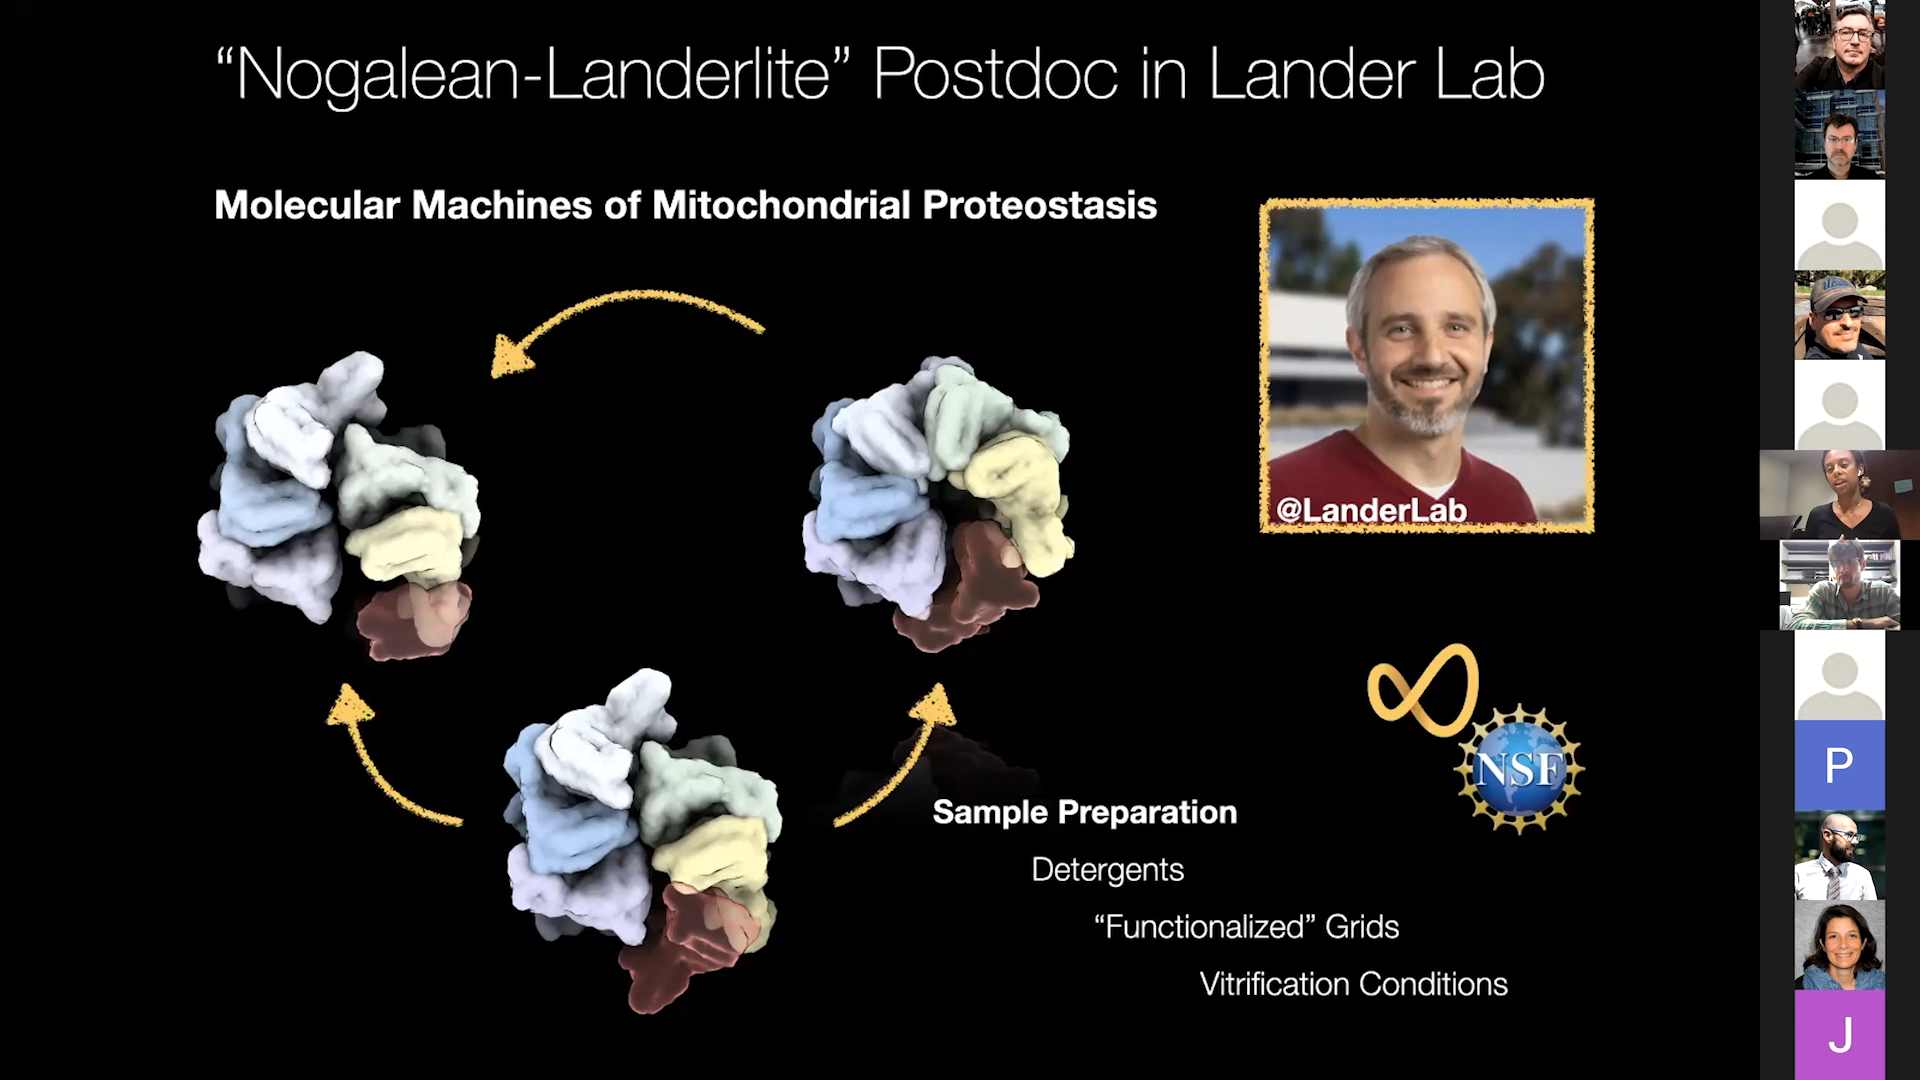 “Nogalean-Landerlite” Postdoc in Lander Lab
Molecular Machines of Mitochondrial Proteostasis
@LanderLab
NSF
Sample Preparation
Detergents
“Functionalized” Grids
Vitrification Conditions
P
J